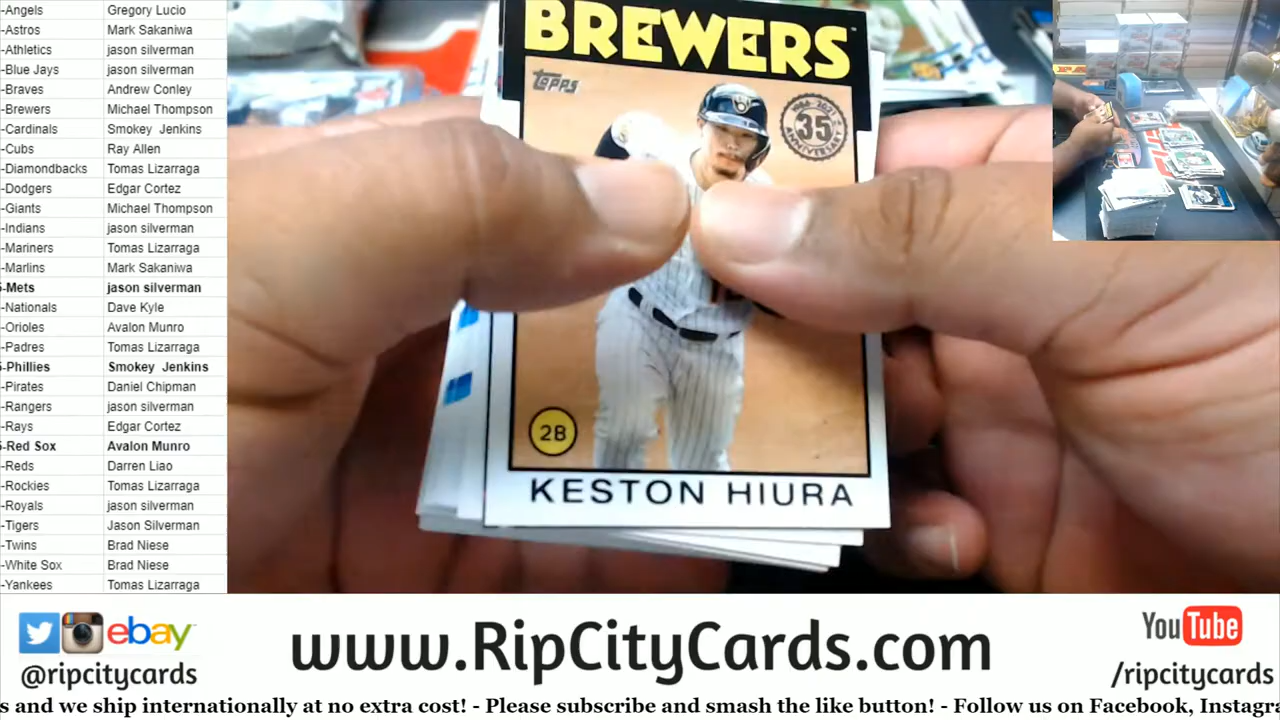 -Angels Gregory Lucio
-Astros Mark Sakaniwa
-Athletics jason silverman
-Blue Jays jason silverman
-Braves Andrew Conley
-Brewers Michael Thompson
-Cardinals Smokey Jenkins
-Cubs Ray Allen
-Diamondbacks Tomas Lizarraga
-Dodgers Edgar Cortez
-Giants Michael Thompson
-Indians jason silverman
-Mariners Tomas Lizarraga
-Marlins Mark Sakaniwa
-Mets jason silverman
-Nationals Dave Kyle
-Orioles Avalon Munro
-Padres Tomas Lizarraga
-Phillies Smokey Jenkins
-Pirates Daniel Chipman
-Rangers jason silverman
-Rays Edgar Cortez
-Red Sox Avalon Munro
-Reds Darren Liao
-Rockies Tomas Lizarraga
-Royals jason silverman
-Tigers Jason Silverman
-Twins Brad Niese
-White Sox Brad Niese
-Yankees Tomas Lizarraga
BREWERS
Topps
35
ANNIVERSARY
2B
KESTON HIURA
ebay
@ripcitycards
www.RipCityCards.com
YouTube
/ripcitycards
s and we ship internationally at no extra cost! - Please subscribe and smash the like button! - Follow us on Facebook, Instagra